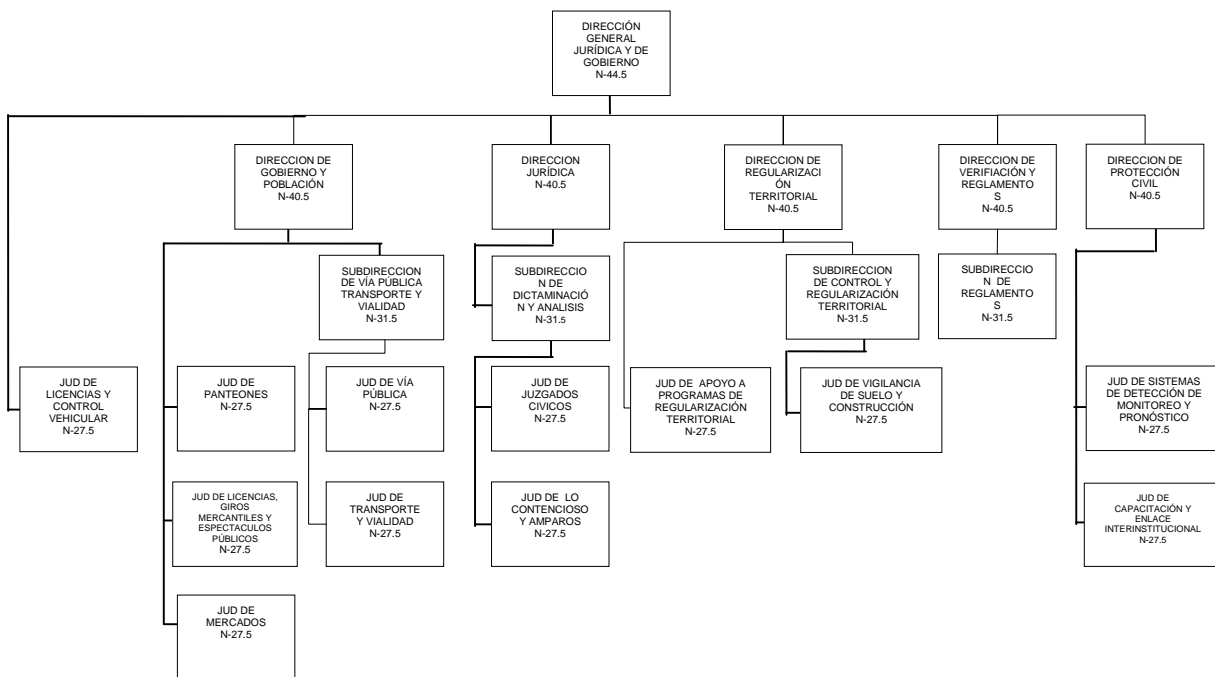 DIRECCIÓN
GENERAL
JURÍDICA Y DE
GOBIERNO
N-44.5
DIRECCION DE
GOBIERNO Y
POBLACIÓN
N-40.5
DIRECCION
JURÍDICA
N-40.5
DIRECCION DE
REGULARIZACI
ÓN
TERRITORIAL
N-40.5
DIRECCION DE
VERIFIACIÓN Y
REGLAMENTO
S
N-40.5
DIRECCION DE
PROTECCIÓN
CIVIL
N-40.5
SUBDIRECCION
DE VÍA PÚBLICA
TRANSPORTE Y
VIALIDAD
N-31.5
SUBDIRECCIO
N DE
DICTAMINACIÓ
N Y ANALISIS
N-31.5
SUBDIRECCION
DE CONTROL Y
REGULARIZACIÓN
TERRITORIAL
N-31.5
SUBDIRECCIO
N DE
REGLAMENTO
S
N-31.5
JUD DE
LICENCIAS Y
CONTROL
VEHICULAR
N-27.5
JUD DE
PANTEONES
N-27.5
JUD DE VÍA
PÚBLICA
N-27.5
JUD DE
JUZGADOS
CIVICOS
N-27.5
JUD DE APOYO A
PROGRAMAS DE
REGULARIZACIÓN
TERRITORIAL
N-27.5
JUD DE VIGILANCIA
DE SUELO Y
CONSTRUCCIÓN
N-27.5
JUD DE SISTEMAS
DE DETECCIÓN DE
MONITOREO Y
PRONÓSTICO
N-27.5
JUD DE LICENCIAS,
GIROS
MERCANTILES Y
ESPECTACULOS
PÚBLICOS
N-27.5
JUD DE
TRANSPORTE
Y VIALIDAD
N-27.5
JUD DE LO
CONTENCIOSO
Y AMPAROS
N-27.5
JUD DE
CAPACITACIÓN Y
ENLACE
INTERINSTITUCIONAL
N-27.5
JUD DE
MERCADOS
N-27.5